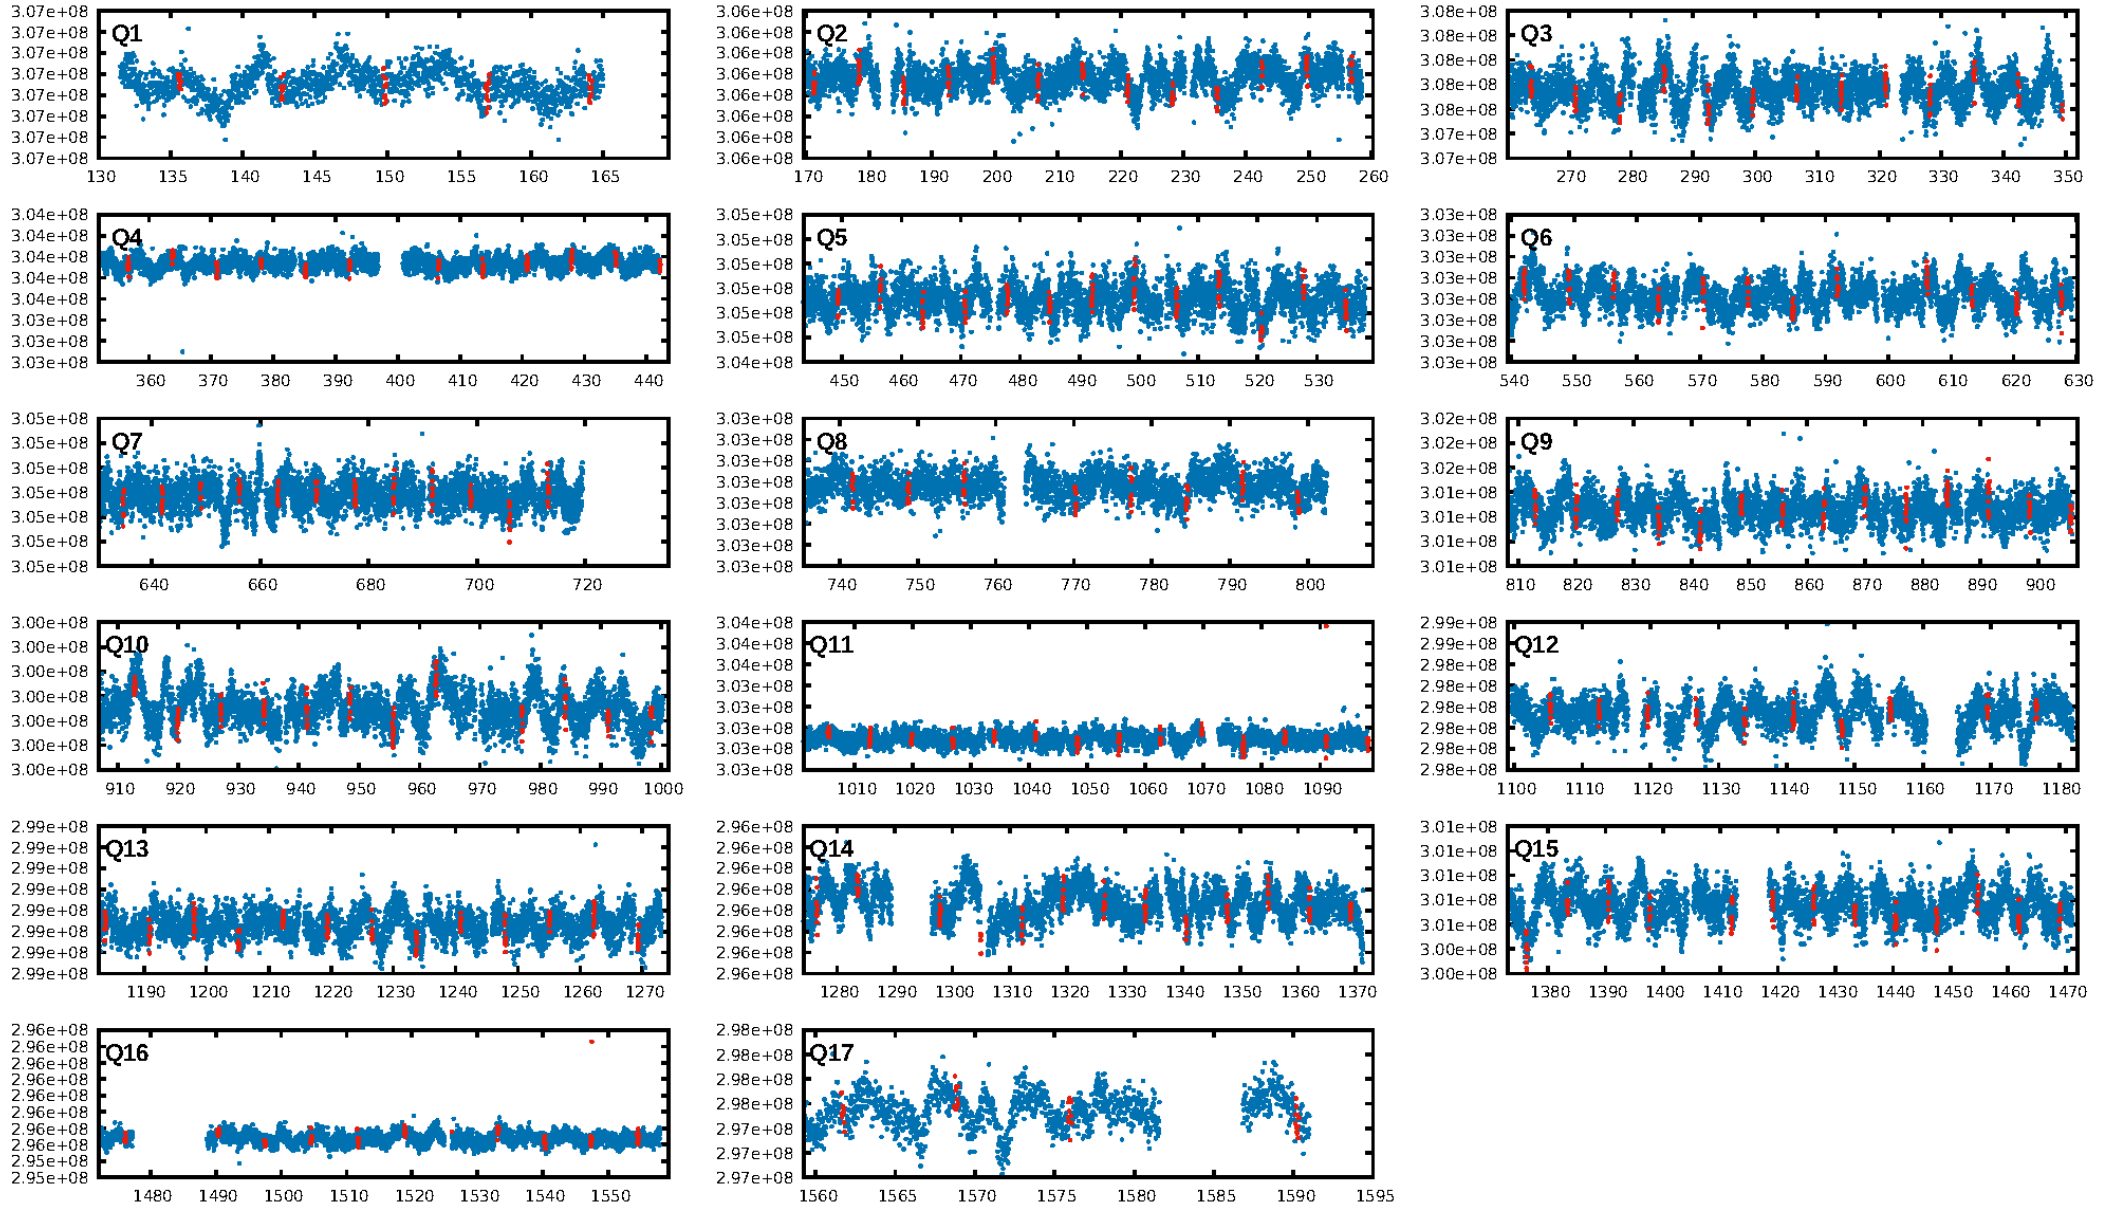 3.07e+08 3.07e+08 3.07e+08 3.07e+08 3.07e+08 3.07e+08 3.07e+08 3.07e+08
Q1
130 135 140 145 150 155 160 165
3.06e+08 3.06e+08 3.06e+08 3.06e+08 3.06e+08 3.06e+08 3.06e+08 3.06e+08
Q2
170 180 190 200 210 220 230 240 250 260
3.08e+08 3.08e+08 3.08e+08 3.08e+08 3.08e+08 3.07e+08 3.07e+08
Q3
270 280 290 300 310 320 330 340 350
3.04e+08 3.04e+08 3.04e+08 3.04e+08 3.04e+08 3.03e+08 3.03e+08 3.03e+08
Q4
360 370 380 390 400 410 420 430 440
3.05e+08 3.05e+08 3.05e+08 3.05e+08 3.05e+08 3.05e+08 3.04e+08
Q5
450 460 470 480 490 500 510 520 530
3.03e+08 3.03e+08 3.03e+08 3.03e+08 3.03e+08 3.03e+08 3.03e+08 3.03e+08
Q6
540 550 560 570 580 590 600 610 620 630
3.05e+08 3.05e+08 3.05e+08 3.05e+08 3.05e+08 3.05e+08 3.05e+08
Q7
640 660 680 700 720
3.03e+08 3.03e+08 3.03e+08 3.03e+08 3.03e+08 3.03e+08 3.03e+08 3.03e+08
Q8
740 750 760 770 780 790 800
3.02e+08 3.02e+08 3.02e+08 3.01e+08 3.01e+08 3.01e+08 3.01e+08
Q9
810 820 830 840 850 860 870 880 890 900
3.00e+08 3.00e+08 3.00e+08 3.00e+08 3.00e+08 3.00e+08 3.00e+08
Q10
910 920 930 940 950 960 970 980 990 1000
3.04e+08 3.04e+08 3.04e+08 3.03e+08 3.03e+08 3.03e+08 3.03e+08 3.03e+08
Q11
1010 1020 1030 1040 1050 1060 1070 1080 1090
2.99e+08 2.99e+08 2.98e+08 2.98e+08 2.98e+08 2.98e+08 2.98e+08 2.98e+08
Q12
1100 1110 1120 1130 1140 1150 1160 1170 1180
2.99e+08 2.99e+08 2.99e+08 2.99e+08 2.99e+08 2.99e+08 2.99e+08 2.99e+08
Q13
1190 1200 1210 1220 1230 1240 1250 1260 1270
2.96e+08 2.96e+08 2.96e+08 2.96e+08 2.96e+08 2.96e+08 2.96e+08 2.96e+08
Q14
1280 1290 1300 1310 1320 1330 1340 1350 1360 1370
3.01e+08 3.01e+08 3.01e+08 3.01e+08 3.01e+08 3.00e+08 3.00e+08
Q15
1380 1390 1400 1410 1420 1430 1440 1450 1460 1470
2.96e+08 2.96e+08 2.96e+08 2.96e+08 2.96e+08 2.96e+08 2.96e+08 2.96e+08 2.95e+08 2.95e+08
Q16
1480 1490 1500 1510 1520 1530 1540 1550
2.98e+08 2.98e+08 2.98e+08 2.98e+08 2.97e+08 2.97e+08 2.97e+08
Q17
1560 1565 1570 1575 1580 1585 1590 1595